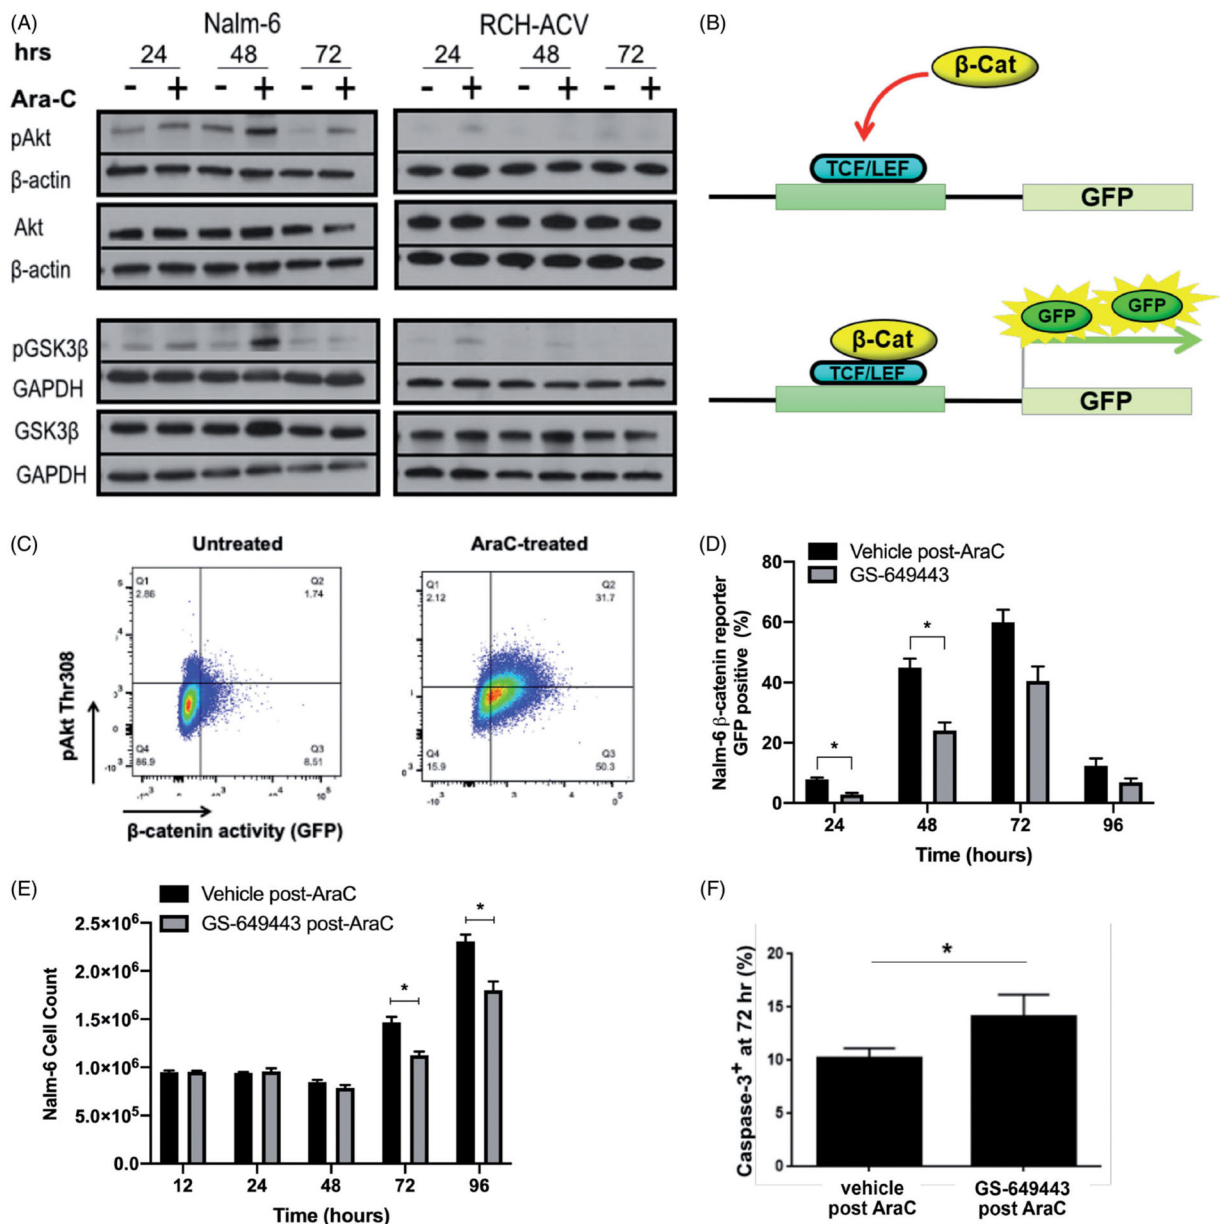 (A)
Nalm-6
RCH-ACV
hrs
24 48 72
24 48 72
Ara-C
- + - + - +
- + - + - +
pAkt
β-actin
Akt
β-actin
pGSK3β
GAPDH
GSK3β
GAPDH
(B)
β-Cat
TCF/LEF
GFP
GFP
GFP
β-Cat
TCF/LEF
GFP
(C)
Untreated
AraC-treated
pAkt Thr308
Q1
2.86
Q2
1.74
Q4
86.9
Q3
8.51
Q1
2.12
Q2
31.7
Q4
15.9
Q3
50.3
β-catenin activity (GFP)
(D)
Vehicle post-AraC
GS-649443
Nalm-6 β-catenin reporter
GFP positive (%)
80
60
40
20
0
*
*
24 48 72 96
Time (hours)
(E)
Vehicle post-AraC
GS-649443 post-AraC
Nalm-6 Cell Count
2.5×10⁶
2.0×10⁶
1.5×10⁶
1.0×10⁶
5.0×10⁵
0.0
*
*
12 24 48 72 96
Time (hours)
(F)
Caspase-3⁺ at 72 hr (%)
20
15
10
5
0
*
vehicle
post AraC
GS-649443
post AraC